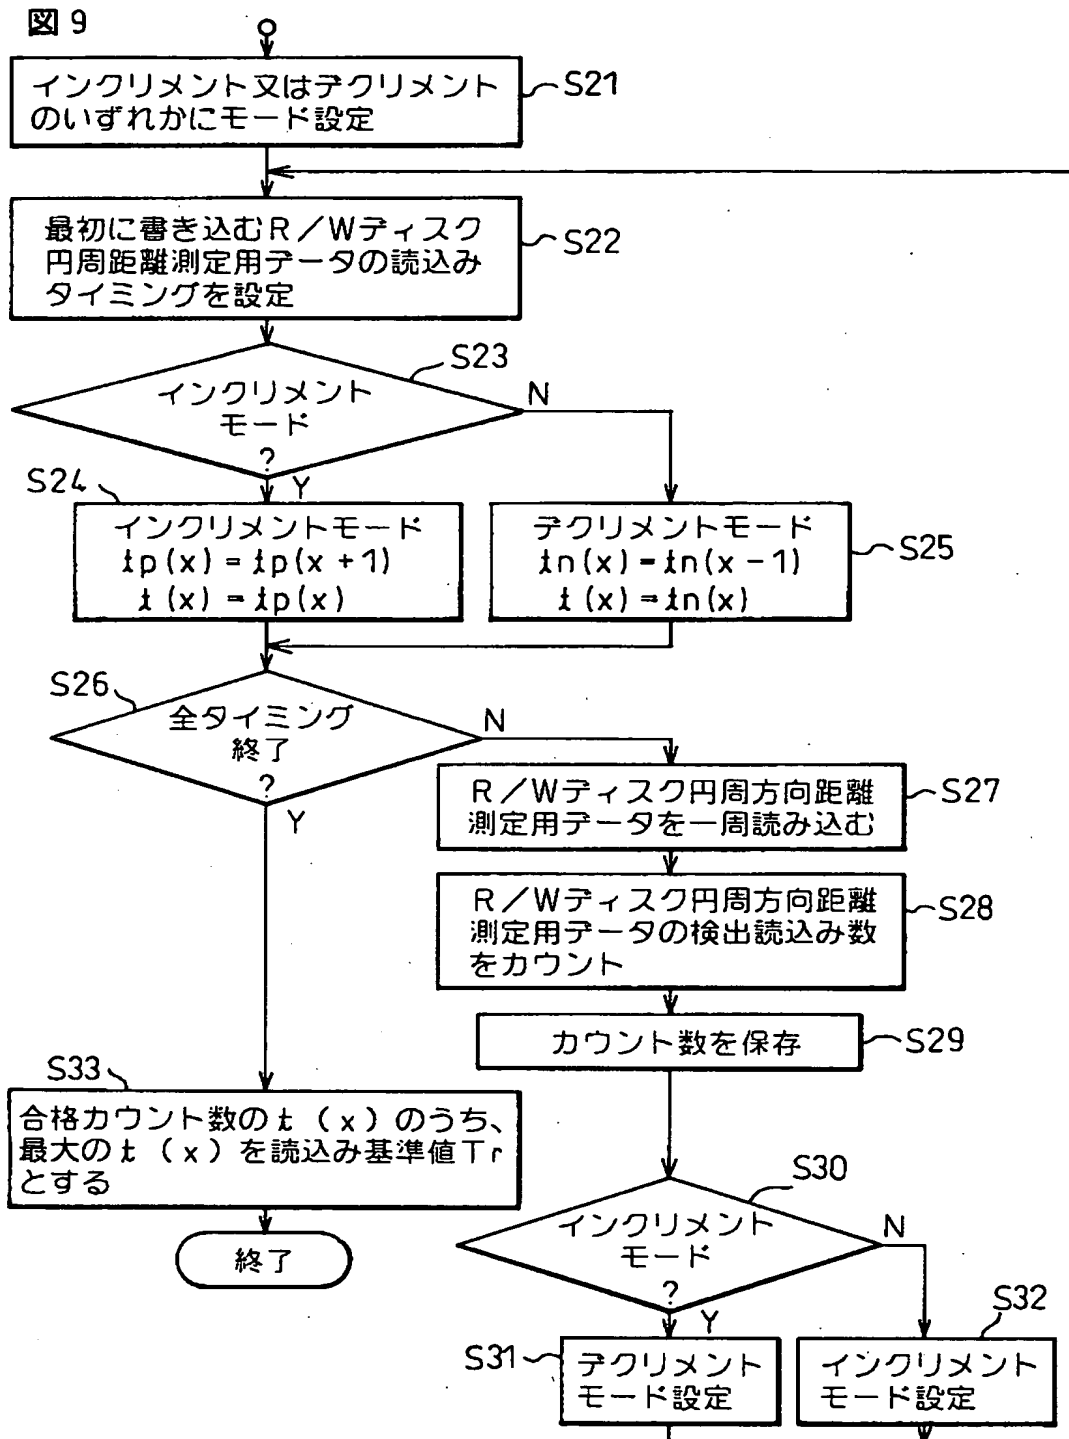 図9
インクリメント又はデクリメント
のいずれかにモード設定
S21
最初に書き込むR/Wディスク
円周距離測定用データの読込み
タイミングを設定
S22
S23
インクリメント
モード
?
N
Y
S24
インクリメントモード
tp(x)=tp(x+1)
t(x)=tp(x)
デクリメントモード
tn(x)=tn(x-1)
t(x)=tn(x)
S25
S26
全タイミング
終了
?
N
Y
R/Wディスク円周方向距離
測定用データを一周読み込む
S27
R/Wディスク円周方向距離
測定用データの検出読込み数
をカウント
S28
カウント数を保存
S29
S33
合格カウント数のt(x)のうち、
最大のt(x)を読込み基準値Tr
とする
終了
S30
インクリメント
モード
?
N
Y
S31
デクリメント
モード設定
S32
インクリメント
モード設定